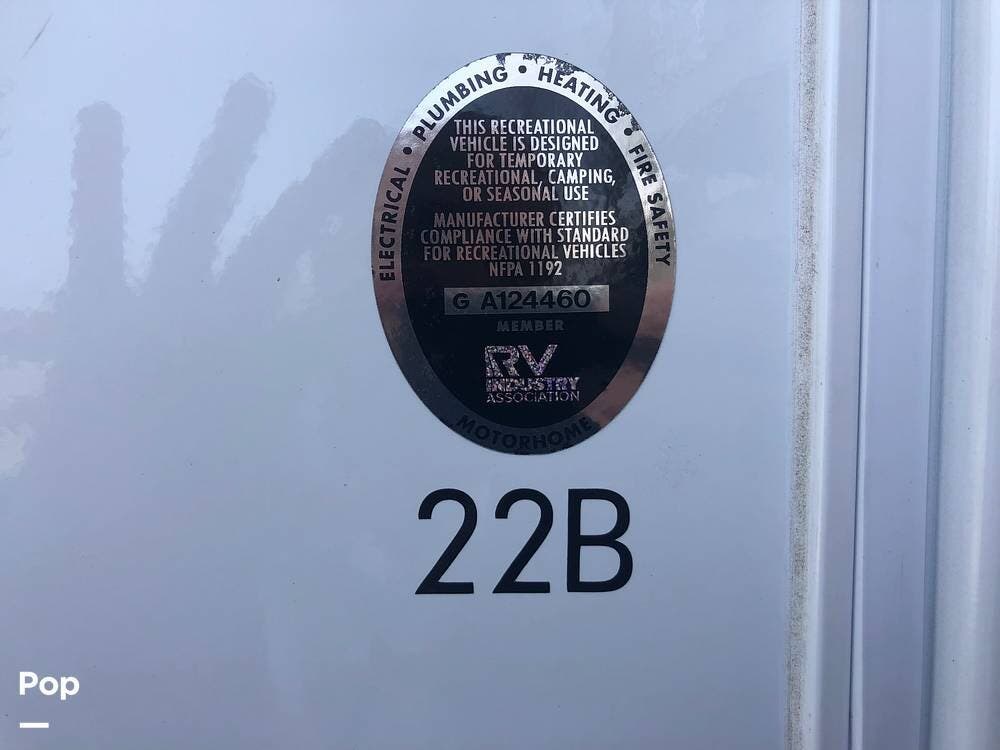 ELECTRICAL • PLUMBING • HEATING • FIRE SAFETY
THIS RECREATIONAL
VEHICLE IS DESIGNED
FOR TEMPORARY
RECREATIONAL, CAMPING,
OR SEASONAL USE
MANUFACTURER CERTIFIES
COMPLIANCE WITH STANDARD
FOR RECREATIONAL VEHICLES
NFPA 1192
G A124460
MEMBER
RV
INDUSTRY
ASSOCIATION
MOTORHOME
22B
Pop